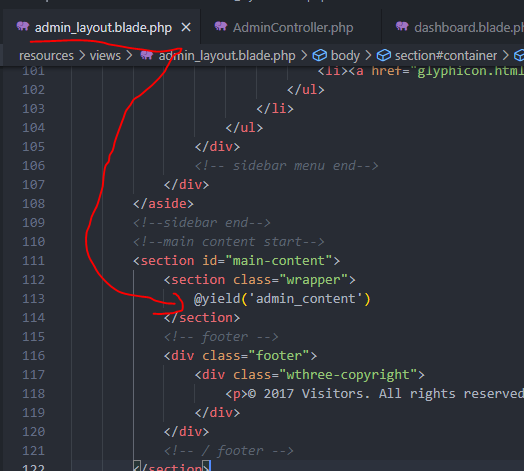 admin_layout.blade.php × AdminController.php dashboard.blade.ph
resources > views > admin_layout.blade.php > body > section#container >
101 <li><a href="glyphicon.html
102 </ul>
103 </li>
104 </ul>
105 </div>
106 <!-- sidebar menu end-->
107 </div>
108 </aside>
109 <!--sidebar end-->
110 <!--main content start-->
111 <section id="main-content">
112 <section class="wrapper">
113 @yield('admin_content')
114 </section>
115 <!-- footer -->
116 <div class="footer">
117 <div class="wthree-copyright">
118 <p>© 2017 Visitors. All rights reserved
119 </div>
120 </div>
121 <!-- / footer -->
122 </section>